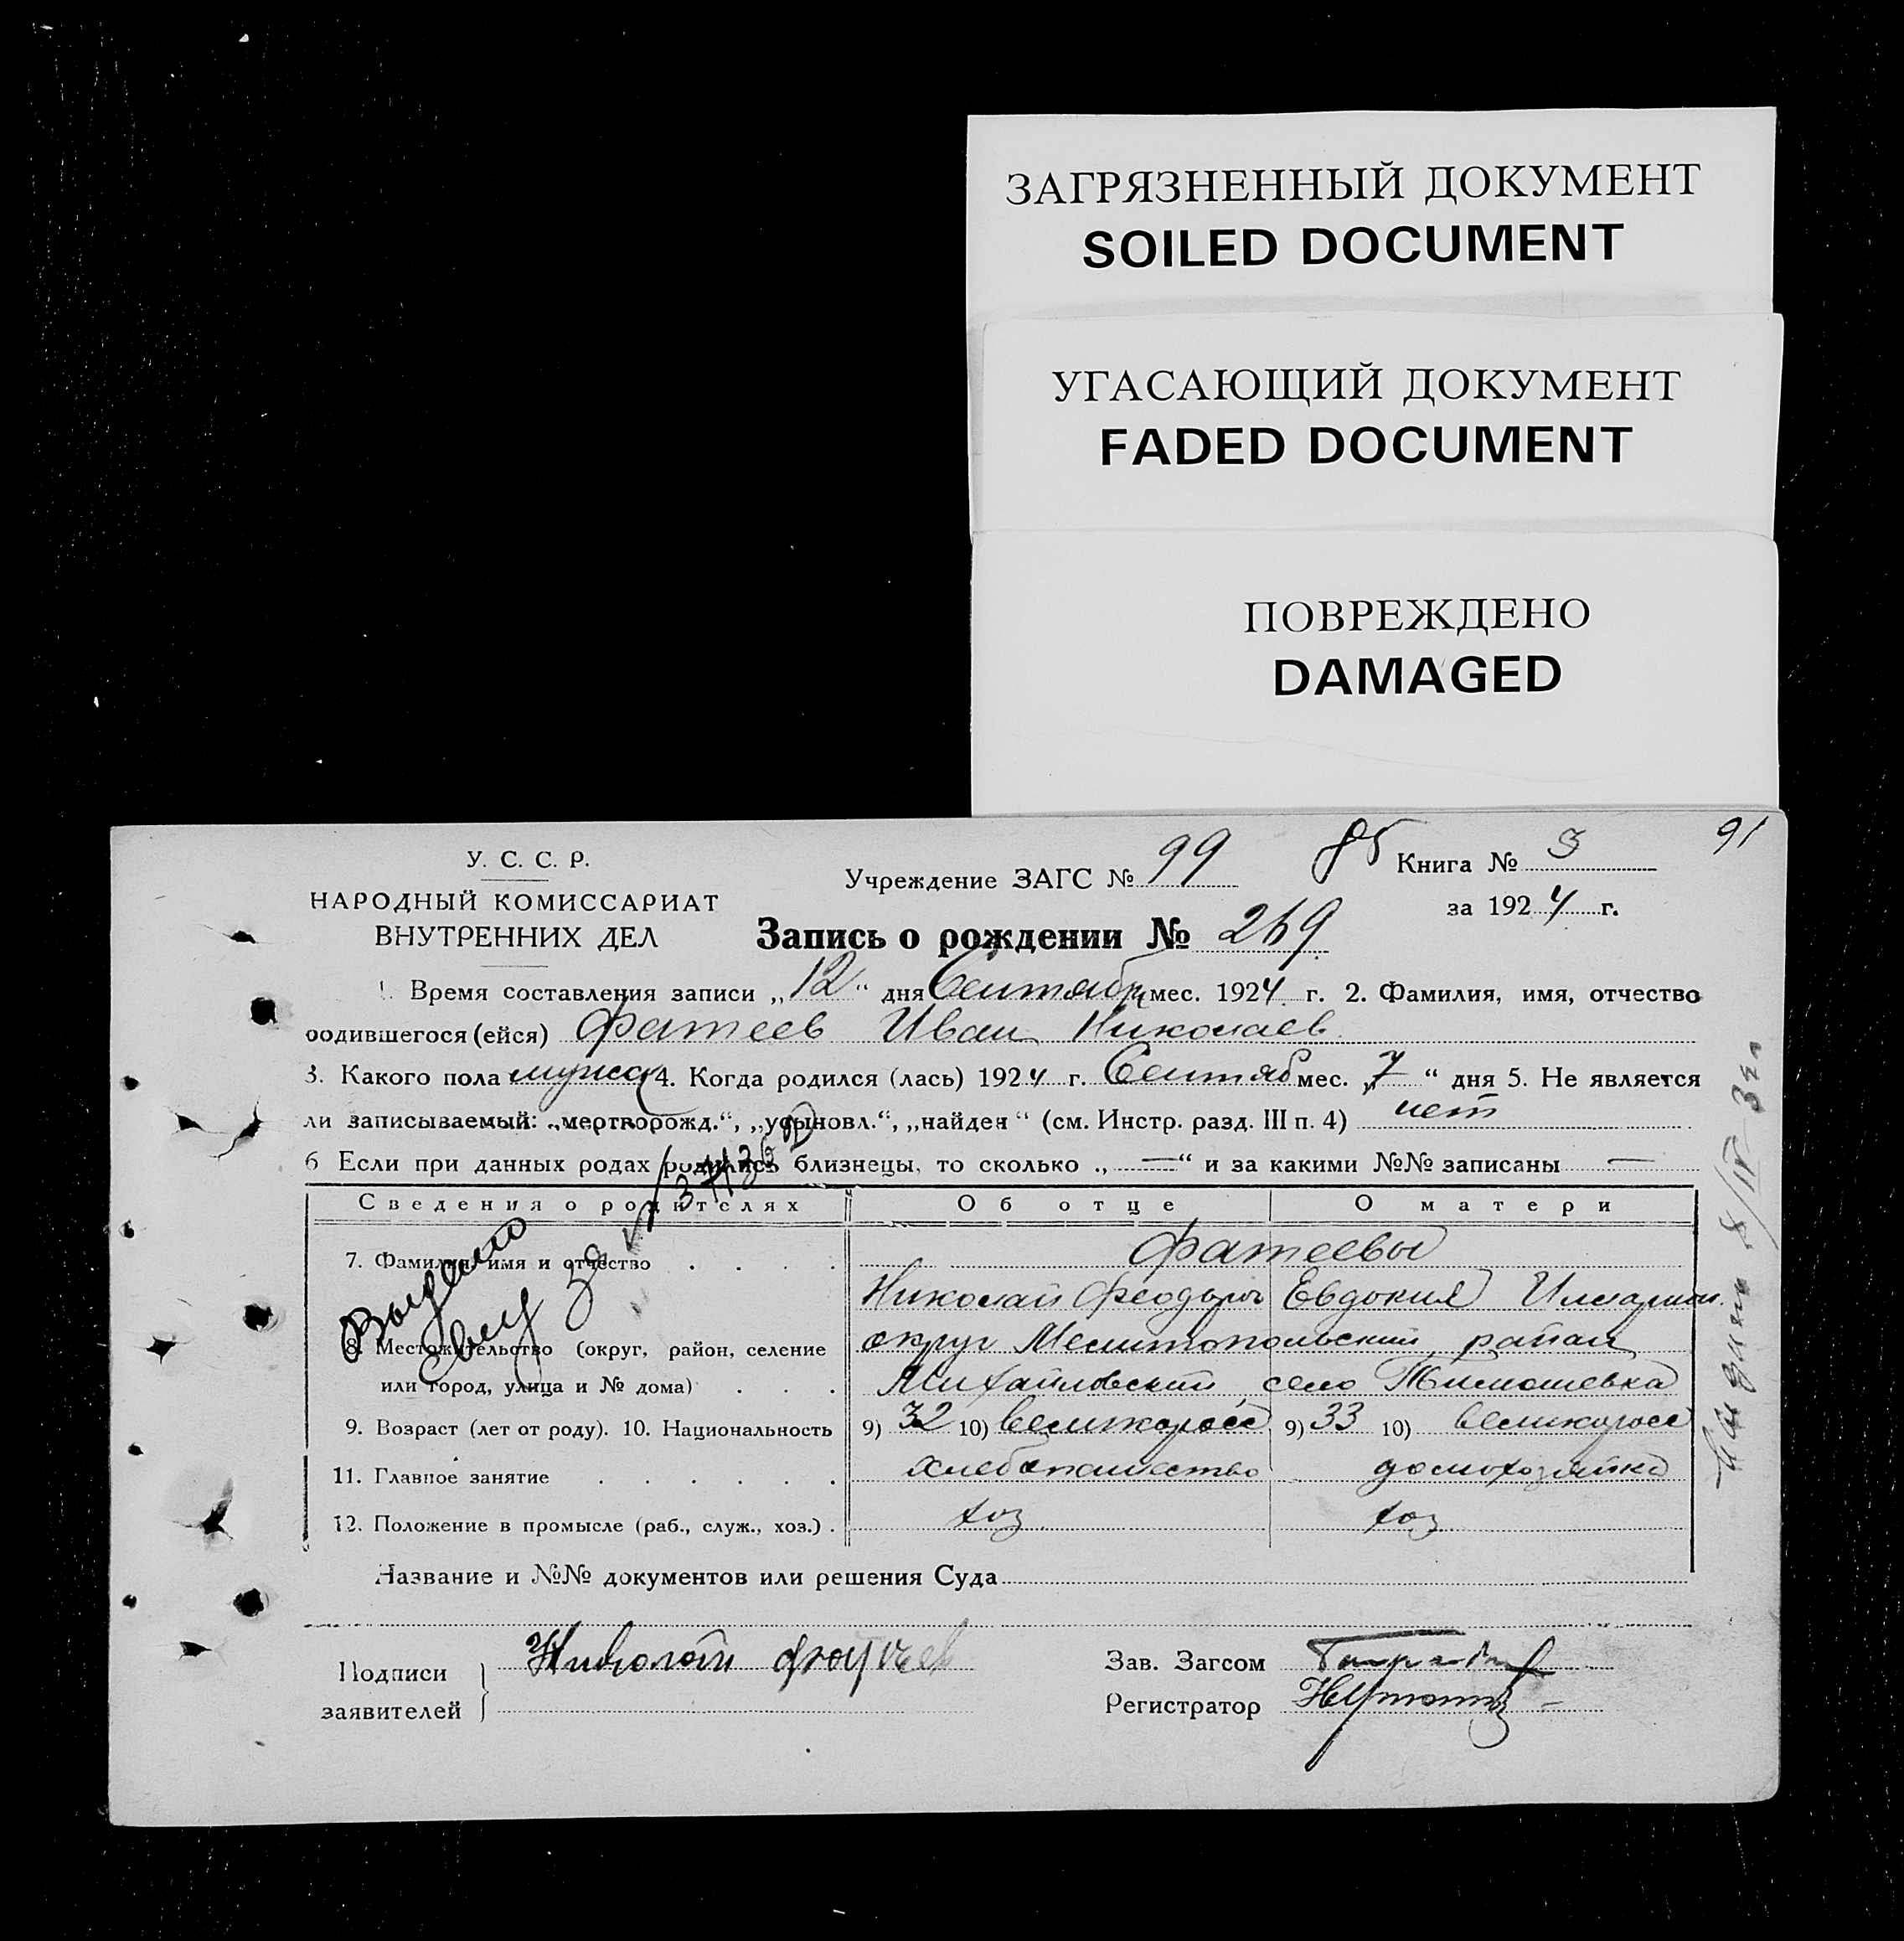 ЗАГРЯЗНЕННЫЙ ДОКУМЕНТ
SOILED DOCUMENT
УГАСАЮЩИЙ ДОКУМЕНТ
FADED DOCUMENT
ПОВРЕЖДЕНО
DAMAGED
91
У. С. С. Р.
НАРОДНЫЙ КОМИССАРИАТ
ВНУТРЕННИХ ДЕЛ
Учреждение ЗАГС № 99
85
Книга № 3
за 1924 г.
Запись о рождении № 269
1. Время составления записи „12" дня Сентября мес. 1924 г. 2. Фамилия, имя, отчество
родившегося (ейся) Фатеев Иван Николаев
3. Какого пола мужск 4. Когда родился (лась) 1924 г. Сентяб мес. „7" дня 5. Не является
ли записываемый: „мертворожд.", „усыновл.", „найден" (см. Инстр. разд. III п. 4) нет
6 Если при данных родах родились близнецы, то сколько „—" и за какими №№ записаны —
Сведения о родителях Об отце О матери
7. Фамилия, имя и отчество Фатеевы
Николай Феодоров Евдокия Илларион.
8. Местожительство (округ, район, селение округ Мелитопольский район
или город, улица и № дома) Михайловский село Тимошевка
9. Возраст (лет от роду). 10. Национальность 9) 32 10) великоросс 9) 33 10) великоросс
11. Главное занятие хлебопашество домохозяйка
12. Положение в промысле (раб., служ., хоз.) хоз хоз
Название и №№ документов или решения Суда
Подписи заявителей Николай Фатеев
Зав. Загсом
Регистратор
Выдано